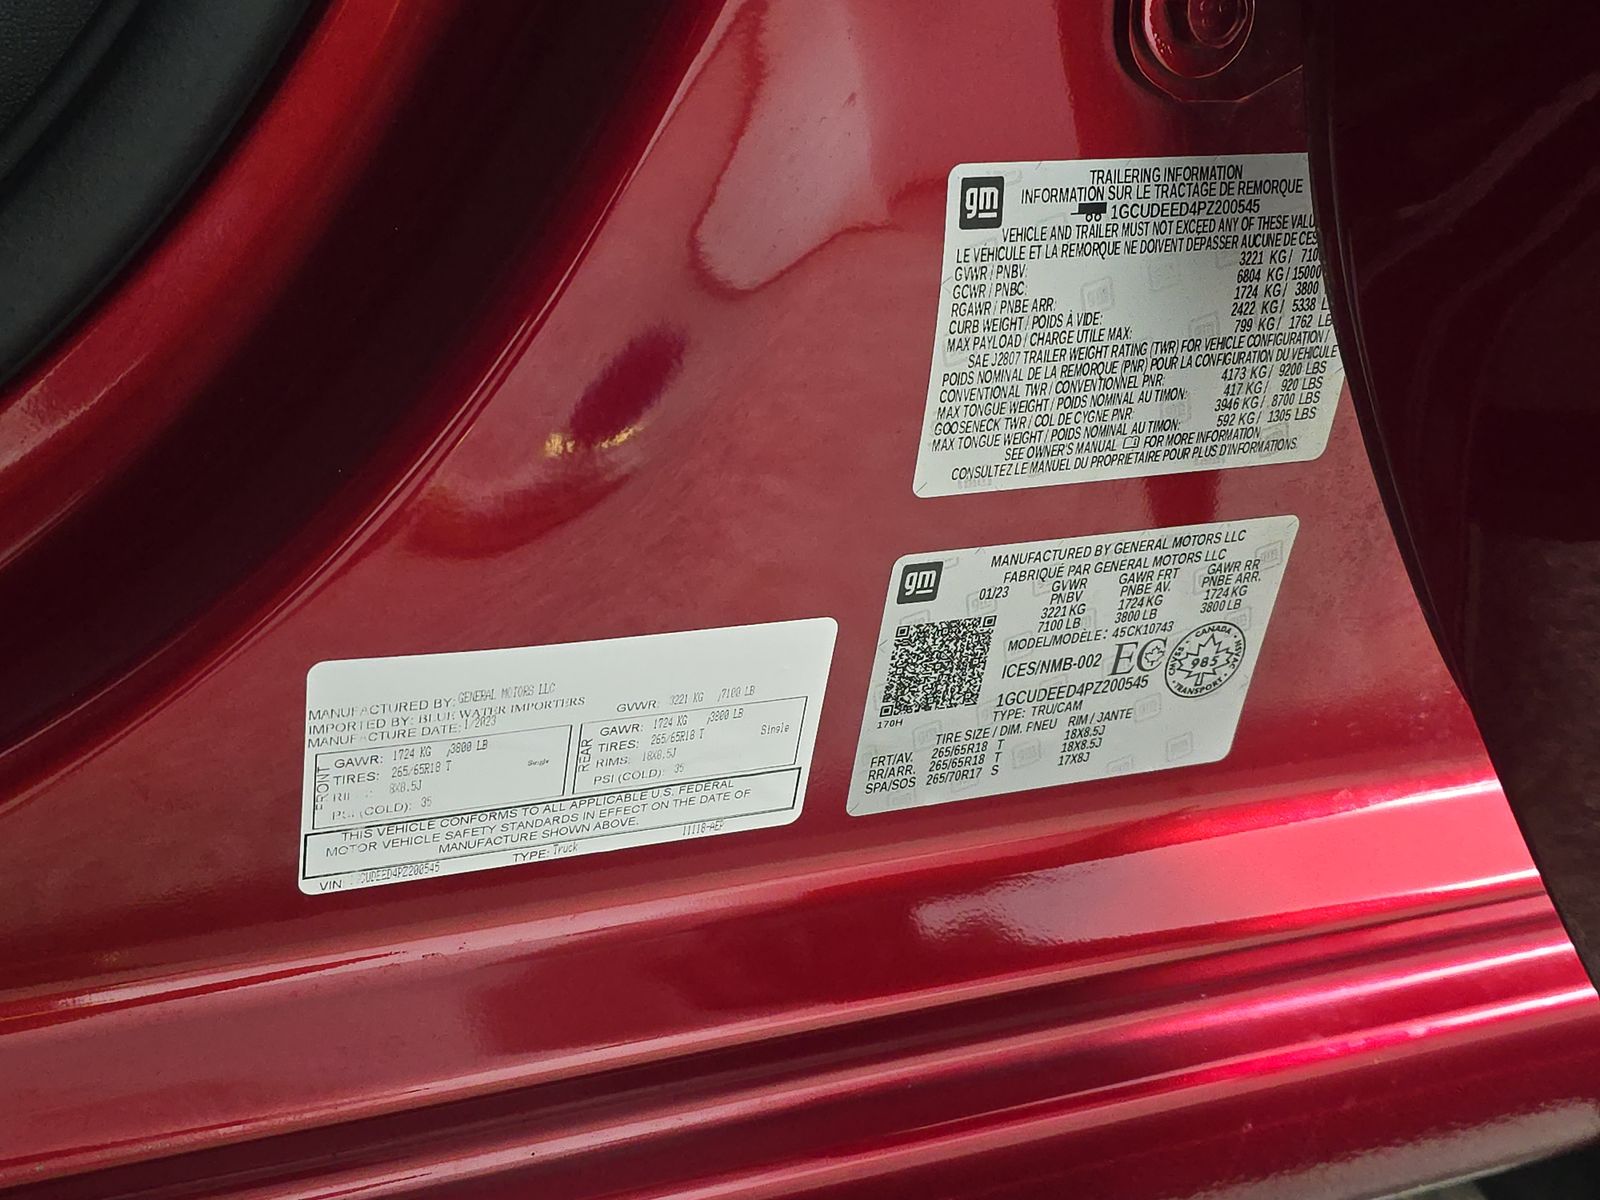 gm
TRAILERING INFORMATION
INFORMATION SUR LE TRACTAGE DE REMORQUE
1GCUDEED4PZ200545
VEHICLE AND TRAILER MUST NOT EXCEED ANY OF THESE
LE VÉHICULE ET LA REMORQUE NE DOIVENT DÉPASSER AUCUNE DE CES
GVWR / PNBV: 3221 KG /
GCWR / PNBC: 6804 KG / 15000
RGAWR / PNBE ARR: 1724 KG / 3800
CURB WEIGHT / POIDS À VIDE: 2422 KG / 5338
MAX PAYLOAD / CHARGE UTILE MAX: 799 KG / 1762 LB
SAE J2807 TRAILER WEIGHT RATING (TWR) FOR VEHICLE CONFIGURATION /
POIDS NOMINAL DE LA REMORQUE (PNR) POUR LA CONFIGURATION DU VÉHICULE
CONVENTIONAL TWR / CONVENTIONNEL PNR: 4173 KG / 9200 LBS
MAX TONGUE WEIGHT / POIDS NOMINAL AU TIMON: 417 KG / 920 LBS
GOOSENECK TWR / COL DE CYGNE PNR: 3946 KG / 8700 LBS
MAX TONGUE WEIGHT / POIDS NOMINAL AU TIMON: 592 KG / 1305 LBS
SEE OWNER'S MANUAL FOR MORE INFORMATION
CONSULTEZ LE MANUEL DU PROPRIÉTAIRE POUR PLUS D'INFORMATIONS.
gm
MANUFACTURED BY GENERAL MOTORS LLC
FABRIQUÉ PAR GENERAL MOTORS LLC
01/23 GVWR GAWR FRT GAWR RR
PNBV PNBE AV. PNBE ARR.
3221 KG 1724 KG 1724 KG
7100 LB 3800 LB 3800 LB
MODEL/MODÈLE: 45CK10743
ICES/NMB-002 EC
CANADA
985
TRANSPORT
1GCUDEED4PZ200545
170H
TYPE: TRU/CAM
TIRE SIZE / DIM. PNEU RIM / JANTE
FRT/AV. 265/65R18 T 18X8.5J
RR/ARR. 265/65R18 T 18X8.5J
SPA/SOS 265/70R17 S 17X8J
MANUFACTURED BY: GENERAL MOTORS LLC
IMPORTED BY: BLUE WATER IMPORTERS
MANUFACTURE DATE: 1/2023
GVWR: 3221 KG /7100 LB
FRONT
GAWR: 1724 KG /3800 LB
TIRES: 265/65R18 T Single
8X8.5J
(COLD): 35
REAR
GAWR: 1724 KG /3800 LB
TIRES: 265/65R18 T Single
RIMS: 18X8.5J
PSI (COLD): 35
THIS VEHICLE CONFORMS TO ALL APPLICABLE U.S. FEDERAL
MOTOR VEHICLE SAFETY STANDARDS IN EFFECT ON THE DATE OF
MANUFACTURE SHOWN ABOVE.
VIN: CUDEED4PZ200545 TYPE: Truck